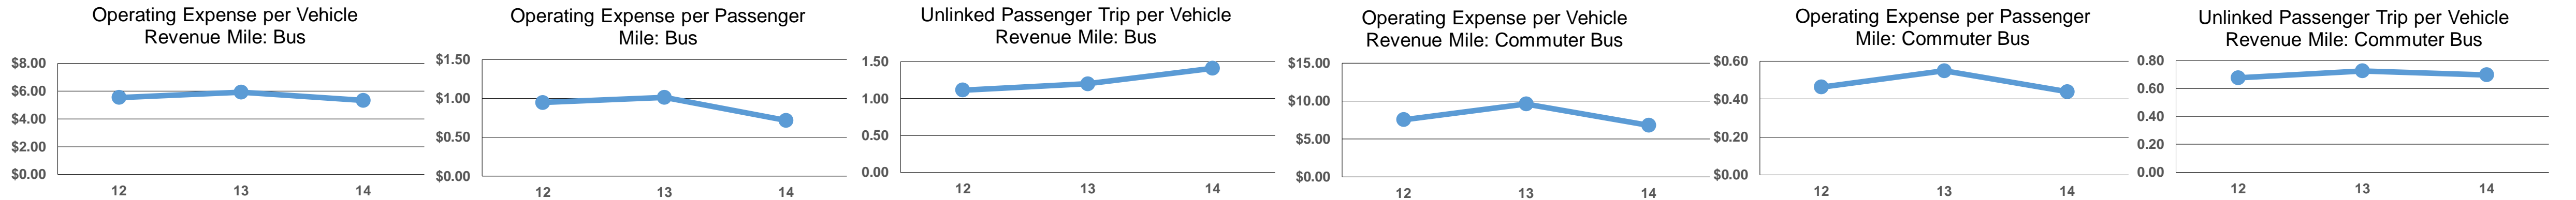 Operating Expense per Vehicle
Revenue Mile: Bus
$8.00
$6.00
$4.00
$2.00
$0.00
12 13 14
Operating Expense per Passenger
Mile: Bus
$1.50
$1.00
$0.50
$0.00
12 13 14
Unlinked Passenger Trip per Vehicle
Revenue Mile: Bus
1.50
1.00
0.50
0.00
12 13 14
Operating Expense per Vehicle
Revenue Mile: Commuter Bus
$15.00
$10.00
$5.00
$0.00
12 13 14
Operating Expense per Passenger
Mile: Commuter Bus
$0.60
$0.40
$0.20
$0.00
12 13 14
Unlinked Passenger Trip per Vehicle
Revenue Mile: Commuter Bus
0.80
0.60
0.40
0.20
0.00
12 13 14